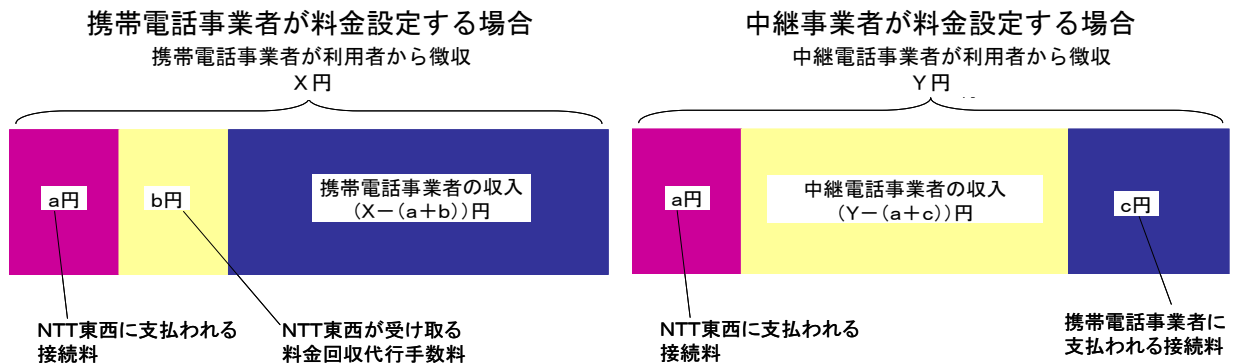 携帯電話事業者が料金設定する場合
携帯電話事業者が利用者から徴収
X円
a円
b円
携帯電話事業者の収入
(X－(a＋b))円
NTT東西に支払われる
接続料
NTT東西が受け取る
料金回収代行手数料
中継事業者が料金設定する場合
中継電話事業者が利用者から徴収
Y円
a円
中継電話事業者の収入
(Y－(a＋c))円
c円
NTT東西に支払われる
接続料
携帯電話事業者に
支払われる接続料